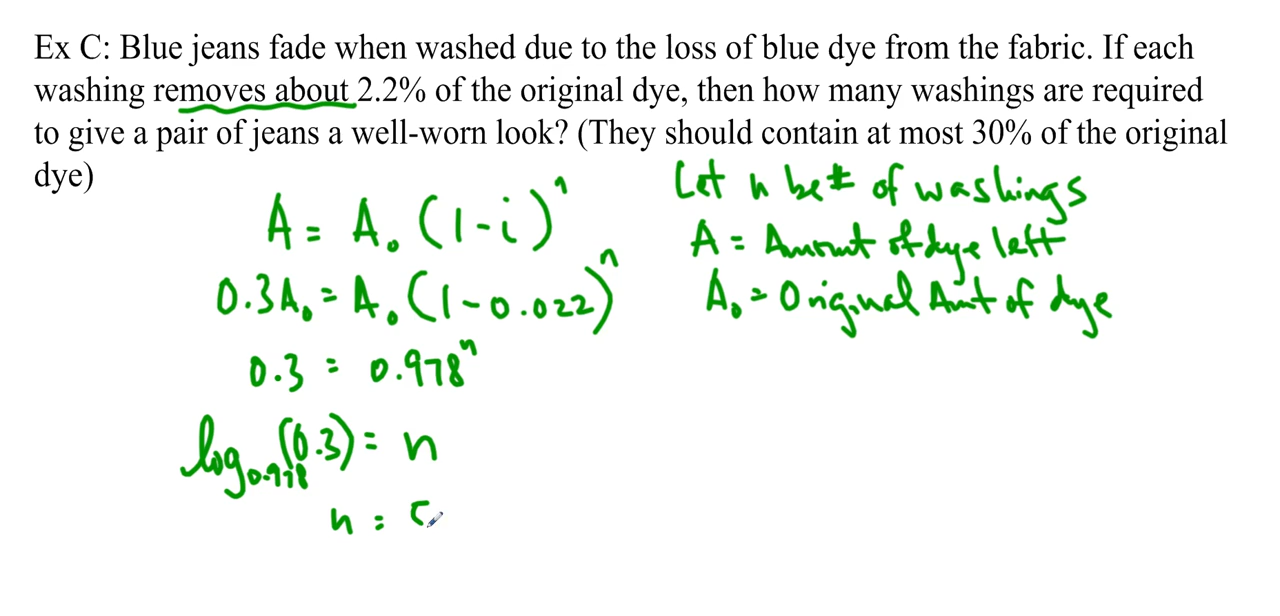 Ex C: Blue jeans fade when washed due to the loss of blue dye from the fabric. If each
washing removes about 2.2% of the original dye, then how many washings are required
to give a pair of jeans a well-worn look? (They should contain at most 30% of the original
dye)
Let n be # of washings
A = A₀(1-i)ⁿ
A = Amount of dye left
0.3A₀ = A₀(1-0.022)ⁿ
A₀ = Original Amt of dye
0.3 = 0.978ⁿ
log₀.₉₇₈(0.3) = n
n =